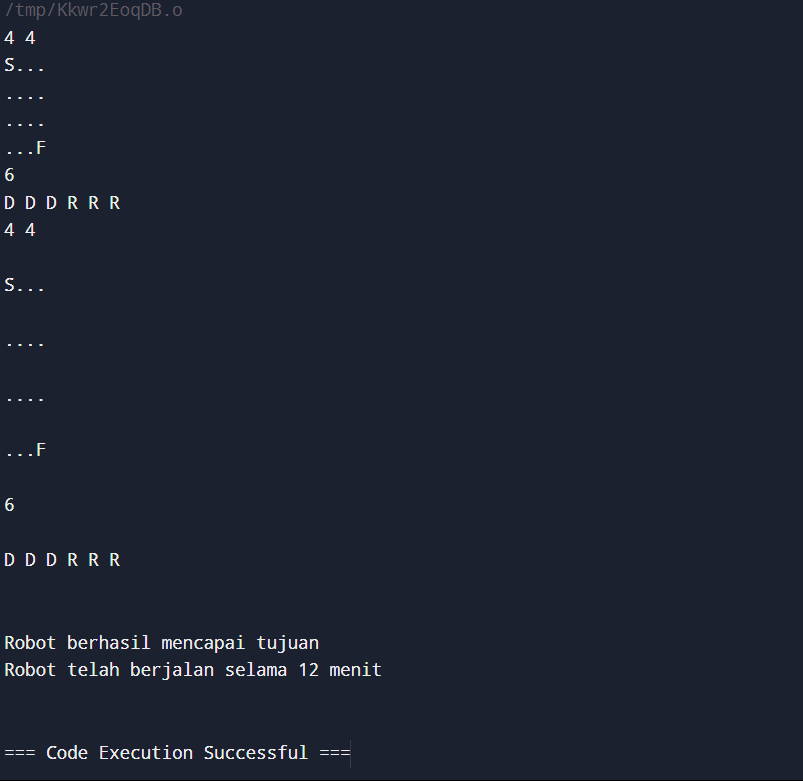 /tmp/Kkwr2EoqDB.o
4 4
S...
....
....
...F
6
D D D R R R
4 4
S...
....
....
...F
6
D D D R R R
Robot berhasil mencapai tujuan
Robot telah berjalan selama 12 menit
=== Code Execution Successful ===